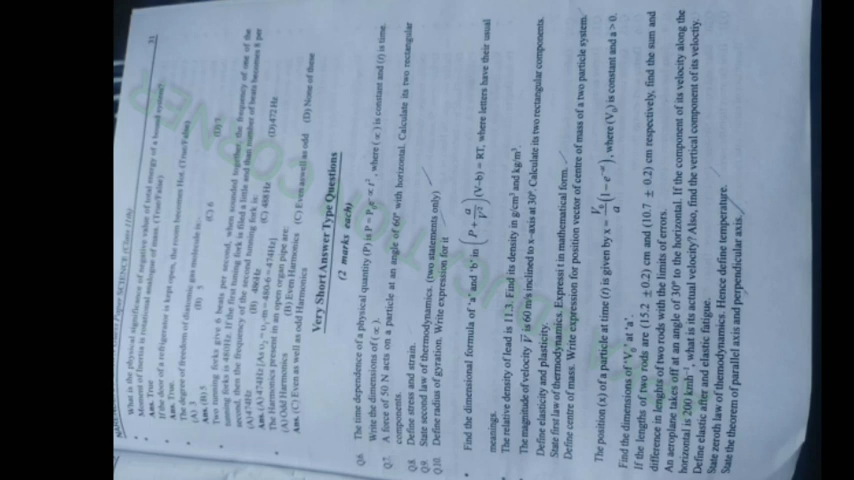 Paper SCIENCE (Class 11th) 21
What is the physical significance of negative value of total energy of a bound system?
Moment of Inertia is rotational analogue of mass. (True/False)
Ans. True
If the door of a refrigerator is kept open, the room becomes Hot. (True/False)
Ans. True.
The degree of freedom of diatomic gas molecule is:
(A) 3 (B) 5 (C) 6 (D) 7
Ans. (B) 5
Two tunning forks give 6 beats per second, when sounded together, the frequency of one of the
tunning forks is 480Hz. If the first tuning fork is filed a little and then number of beats becomes 8 per
second, then the frequency of the second tunning fork is:
(A) 474Hz (B) 486Hz (C) 488 Hz (D) 472 Hz
Ans. (A) 474Hz [As υ₂ − υ₁ = 480-6 = 474Hz]
The Harmonics present in an open organ pipe are:
(A) Odd Harmonics (B) Even Harmonics (C) Even aswell as odd (D) None of these
Ans. (C) Even as well as odd Harmonics
Very Short Answer Type Questions
(2 marks each)
Q6. The time dependence of a physical quantity (P) is P = P₀e^−∝t², where (∝) is constant and (t) is time.
Write the dimensions of (∝).
Q7. A force of 50 N acts on a particle at an angle of 60° with horizontal. Calculate its two rectangular
components.
Q8. Define stress and strain.
Q9. State second law of thermodynamics. (two statements only)
Q10. Define radius of gyration. Write expression for it
Find the dimensional formula of 'a' and 'b' in (P + a/V²)(V-b) = RT, where letters have their usual
meanings.
The relative density of lead is 11.3. Find its density in g/cm³ and kg/m³.
The magnitude of velocity V is 60 m/s inclined to x-axis at 30°. Calculate its two rectangular components.
Define elasticity and plasticity.
State first law of thermodynamics. Express i in mathematical form.
Define centre of mass. Write expression for position vector of centre of mass of a two particle system.
The position (x) of a particle at time (t) is given by x = V₀/a (1 − e^−at), where (V₀) is constant and a > 0.
Find the dimensions of 'V₀ at 'a'.
If the lengths of two rods are (15.2 ± 0.2) cm and (10.7 ± 0.2) cm respectively, find the sum and
difference in lenghts of two rods with the limits of errors.
An aeroplane takes off at an angle of 30° to the horizontal. If the component of its velocity along the
horizontal is 200 kmh⁻¹, what is its actual velocity? Also, find the vertical component of its veloctiy.
Define elastic after and elastic fatigue.
State zeroth law of thermodynamics. Hence define temperature.
State the theorem of parallel axis and perpendicular axis.
CORNER